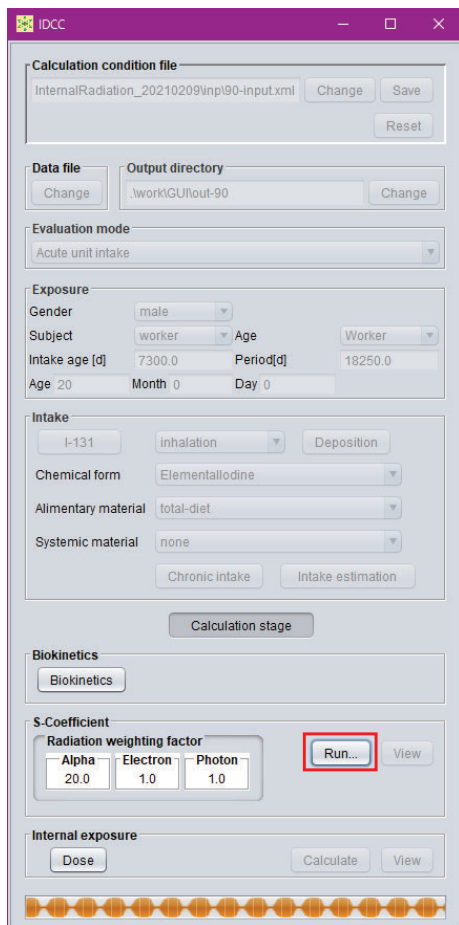 IDCC
Calculation condition file
InternalRadiation_20210209\inp\90-input.xml Change Save
Reset
Data file Output directory
Change .\work\GUI\out-90 Change
Evaluation mode
Acute unit intake
Exposure
Gender male
Subject worker Age Worker
Intake age [d] 7300.0 Period[d] 18250.0
Age 20 Month 0 Day 0
Intake
I-131 inhalation Deposition
Chemical form ElementalIodine
Alimentary material total-diet
Systemic material none
Chronic intake Intake estimation
Calculation stage
Biokinetics
Biokinetics
S-Coefficient
Radiation weighting factor
Alpha Electron Photon Run... View
20.0 1.0 1.0
Internal exposure
Dose Calculate View